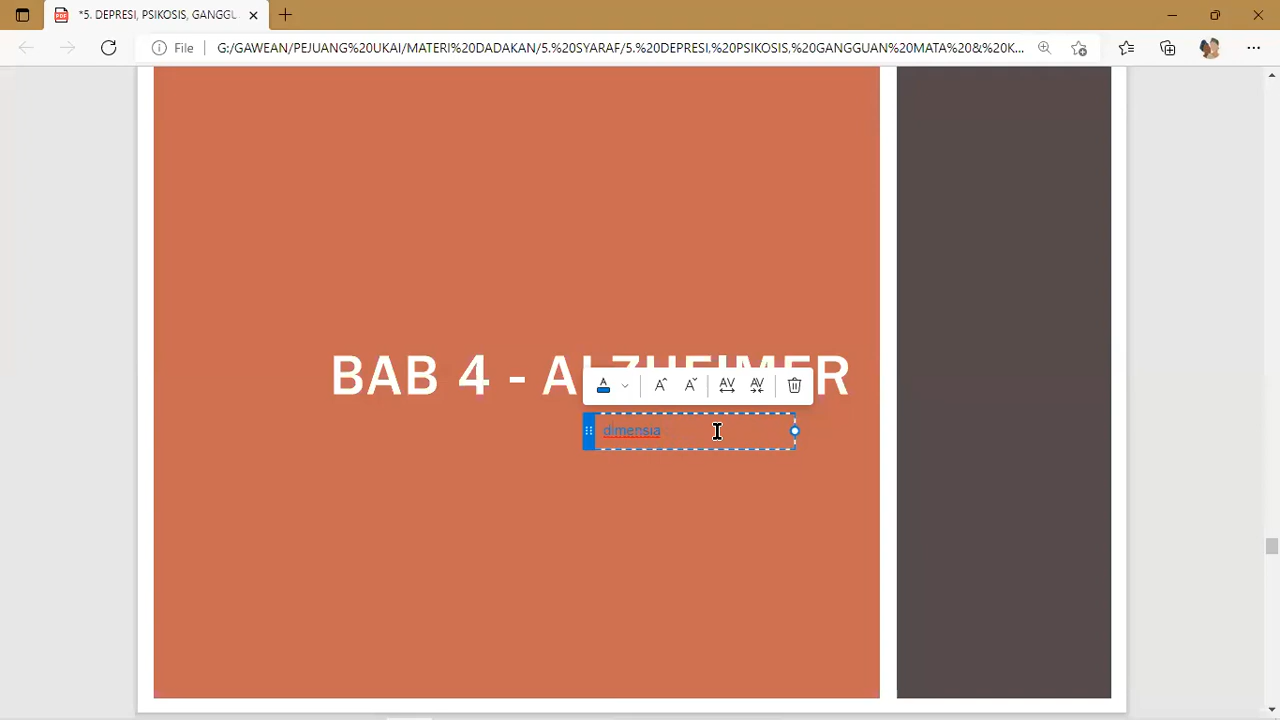 *5. DEPRESI, PSIKOSIS, GANGGU
File
G:/GAWEAN/PEJUANG%20UKAI/MATERI%20DADAKAN/5.%20SYARAF/5.%20DEPRESI,%20PSIKOSIS,%20GANGGUAN%20MATA%20&%20K...
BAB 4 - ALZHEIMER
dimensia